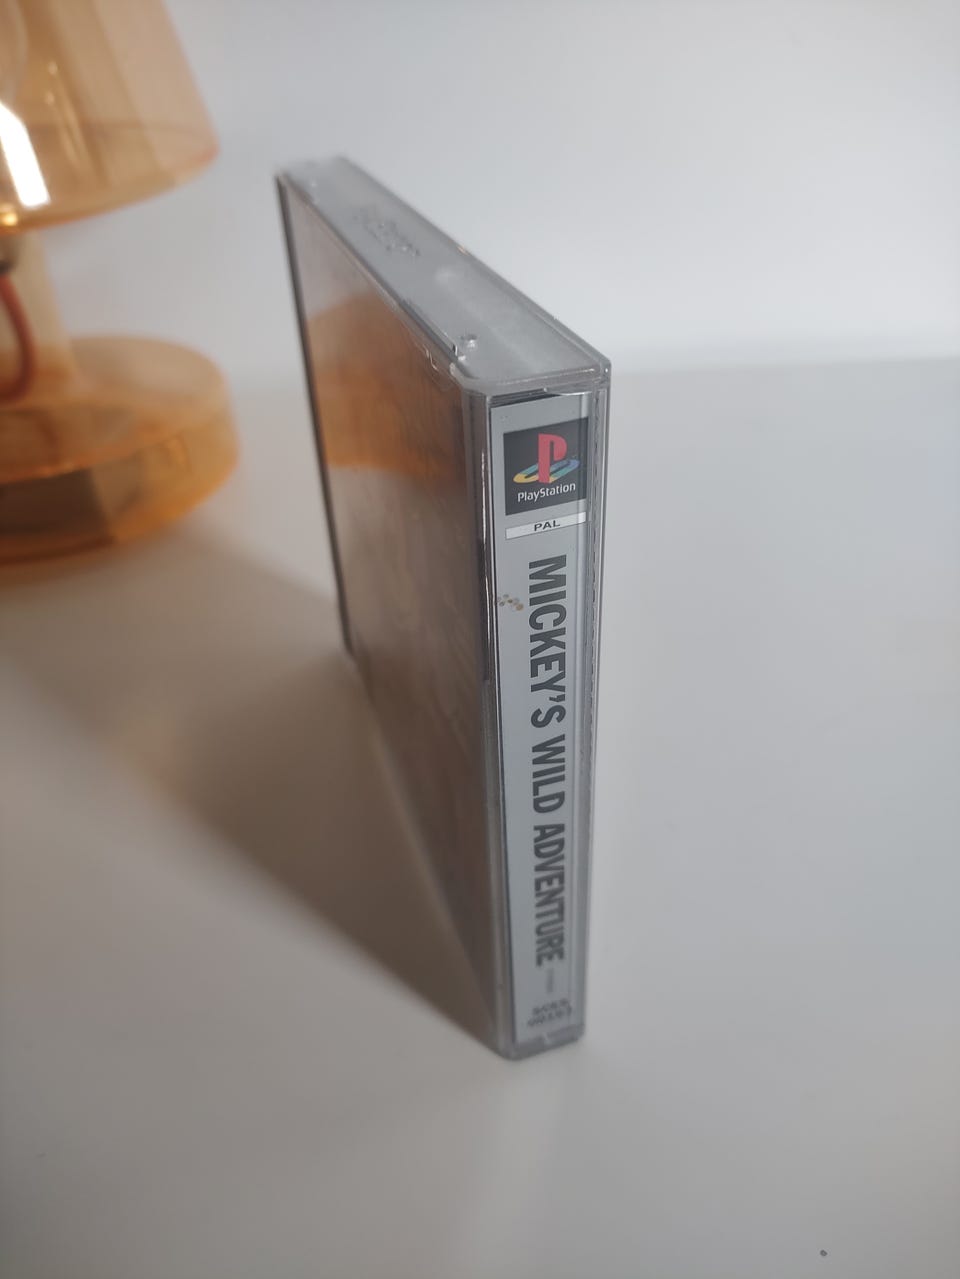 PlayStation
PAL
MICKEY'S WILD ADVENTURE